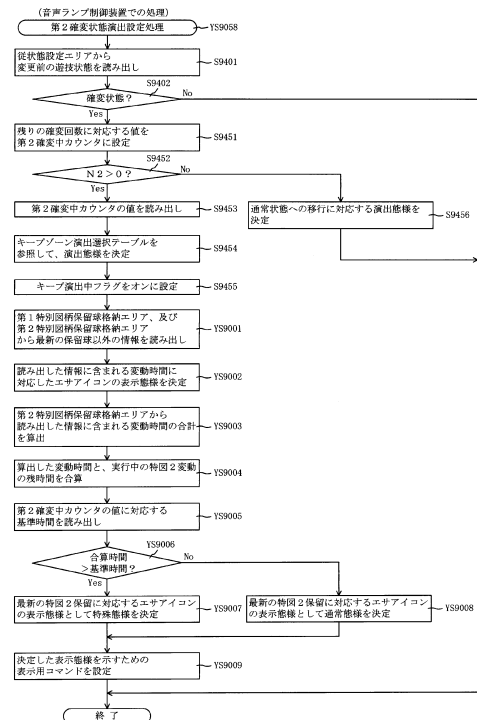 (音声ランプ制御装置での処理)
第2確変状態演出設定処理
YS9058
従状態設定エリアから
変更前の遊技状態を読み出し
S9401
S9402
確変状態?
No
Yes
残りの確変回数に対応する値を
第2確変中カウンタに設定
S9451
S9452
N2>0?
No
Yes
第2確変中カウンタの値を読み出し
S9453
通常状態への移行に対応する演出態様を
決定
S9456
キープゾーン演出選択テーブルを
参照して、演出態様を決定
S9454
キープ演出中フラグをオンに設定
S9455
第1特別図柄保留球格納エリア、及び
第2特別図柄保留球格納エリア
から最新の保留球以外の情報を読み出し
YS9001
読み出した情報に含まれる変動時間に
対応したエサアイコンの表示態様を決定
YS9002
第2特別図柄保留球格納エリアから
読み出した情報に含まれる変動時間の合計
を算出
YS9003
算出した変動時間と、実行中の特図2変動
の残時間を合算
YS9004
第2確変中カウンタの値に対応する
基準時間を読み出し
YS9005
YS9006
合算時間
>基準時間?
No
Yes
最新の特図2保留に対応するエサアイコン
の表示態様として特殊態様を決定
YS9007
最新の特図2保留に対応するエサアイコン
の表示態様として通常態様を決定
YS9008
決定した表示態様を示すための
表示用コマンドを設定
YS9009
終了